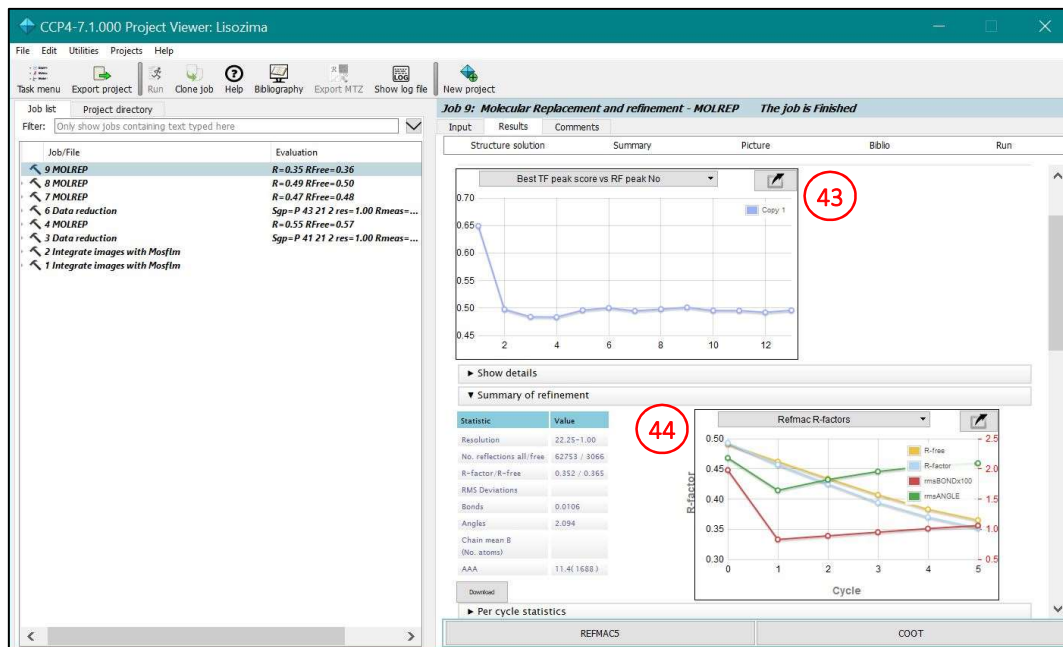 CCP4-7.1.000 Project Viewer: Lisozima
File Edit Utilities Projects Help
Task menu Export project Run Clone job Help Bibliography Export MTZ Show log file New project
Job list Project directory
Filter: Only show jobs containing text typed here
Job/File Evaluation
9 MOLREP R=0.35 RFree=0.36
8 MOLREP R=0.49 RFree=0.50
7 MOLREP R=0.47 RFree=0.48
6 Data reduction Sgp=P 43 21 2 res=1.00 Rmeas=...
4 MOLREP R=0.55 RFree=0.57
3 Data reduction Sgp=P 41 21 2 res=1.00 Rmeas=...
2 Integrate images with Mosflm
1 Integrate images with Mosflm
Job 9: Molecular Replacement and refinement - MOLREP The job is Finished
Input Results Comments
Structure solution Summary Picture Biblio Run
Best TF peak score vs RF peak No
43
Copy 1
0.70
0.65
0.60
0.55
0.50
0.45
2 4 6 8 10 12
► Show details
▼ Summary of refinement
Statistic Value
Resolution 22.25-1.00
No. reflections all/free 62753 / 3066
R-factor/R-free 0.352 / 0.365
RMS Deviations
Bonds 0.0106
Angles 2.094
Chain mean B
(No. atoms)
AAA 11.4(1688)
Download
44
Refmac R-factors
R-free
R-factor
rmsBONDx100
rmsANGLE
R-factor
0.50
0.45
0.40
0.35
0.30
2.5
2.0
1.5
1.0
0.5
0 1 2 3 4 5
Cycle
► Per cycle statistics
REFMAC5 COOT